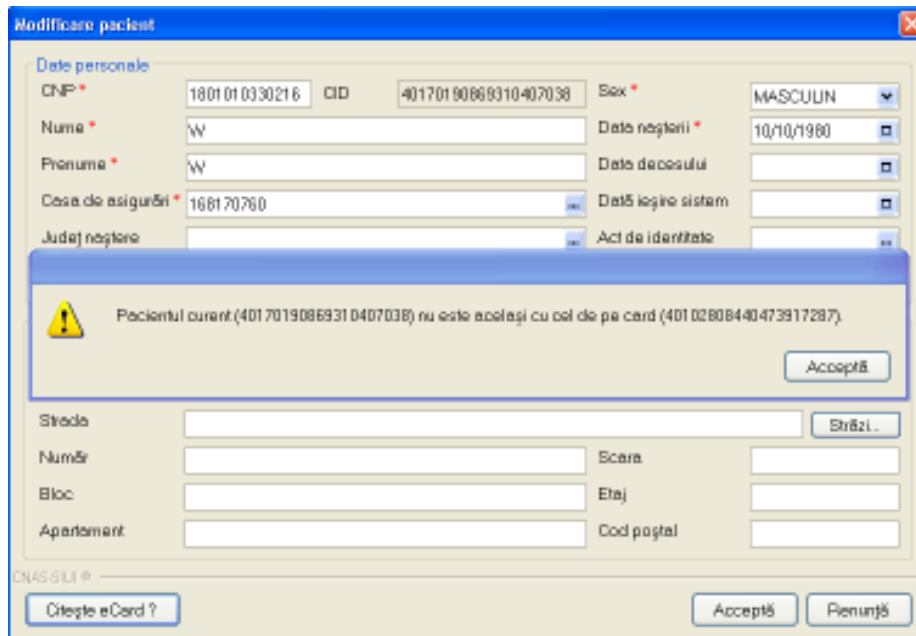 Modificare pacient
Date personale
CNP * 1801010330216 CID 40170190869310407038 Sex * MASCULIN
Nume * W Data nașterii * 10/10/1980
Prenume * W Data decesului
Casa de asigurări * 168170760 ... Dată ieșire sistem
Județ naștere ... Act de identitate ...
Pacientul curent (40170190869310407038) nu este același cu cel de pe card (40102808440473917287).
Acceptă
Strada Străzi...
Număr Scara
Bloc Etaj
Apartament Cod poștal
CNAS-SIUI ©
Citește eCard ? Acceptă Renunță